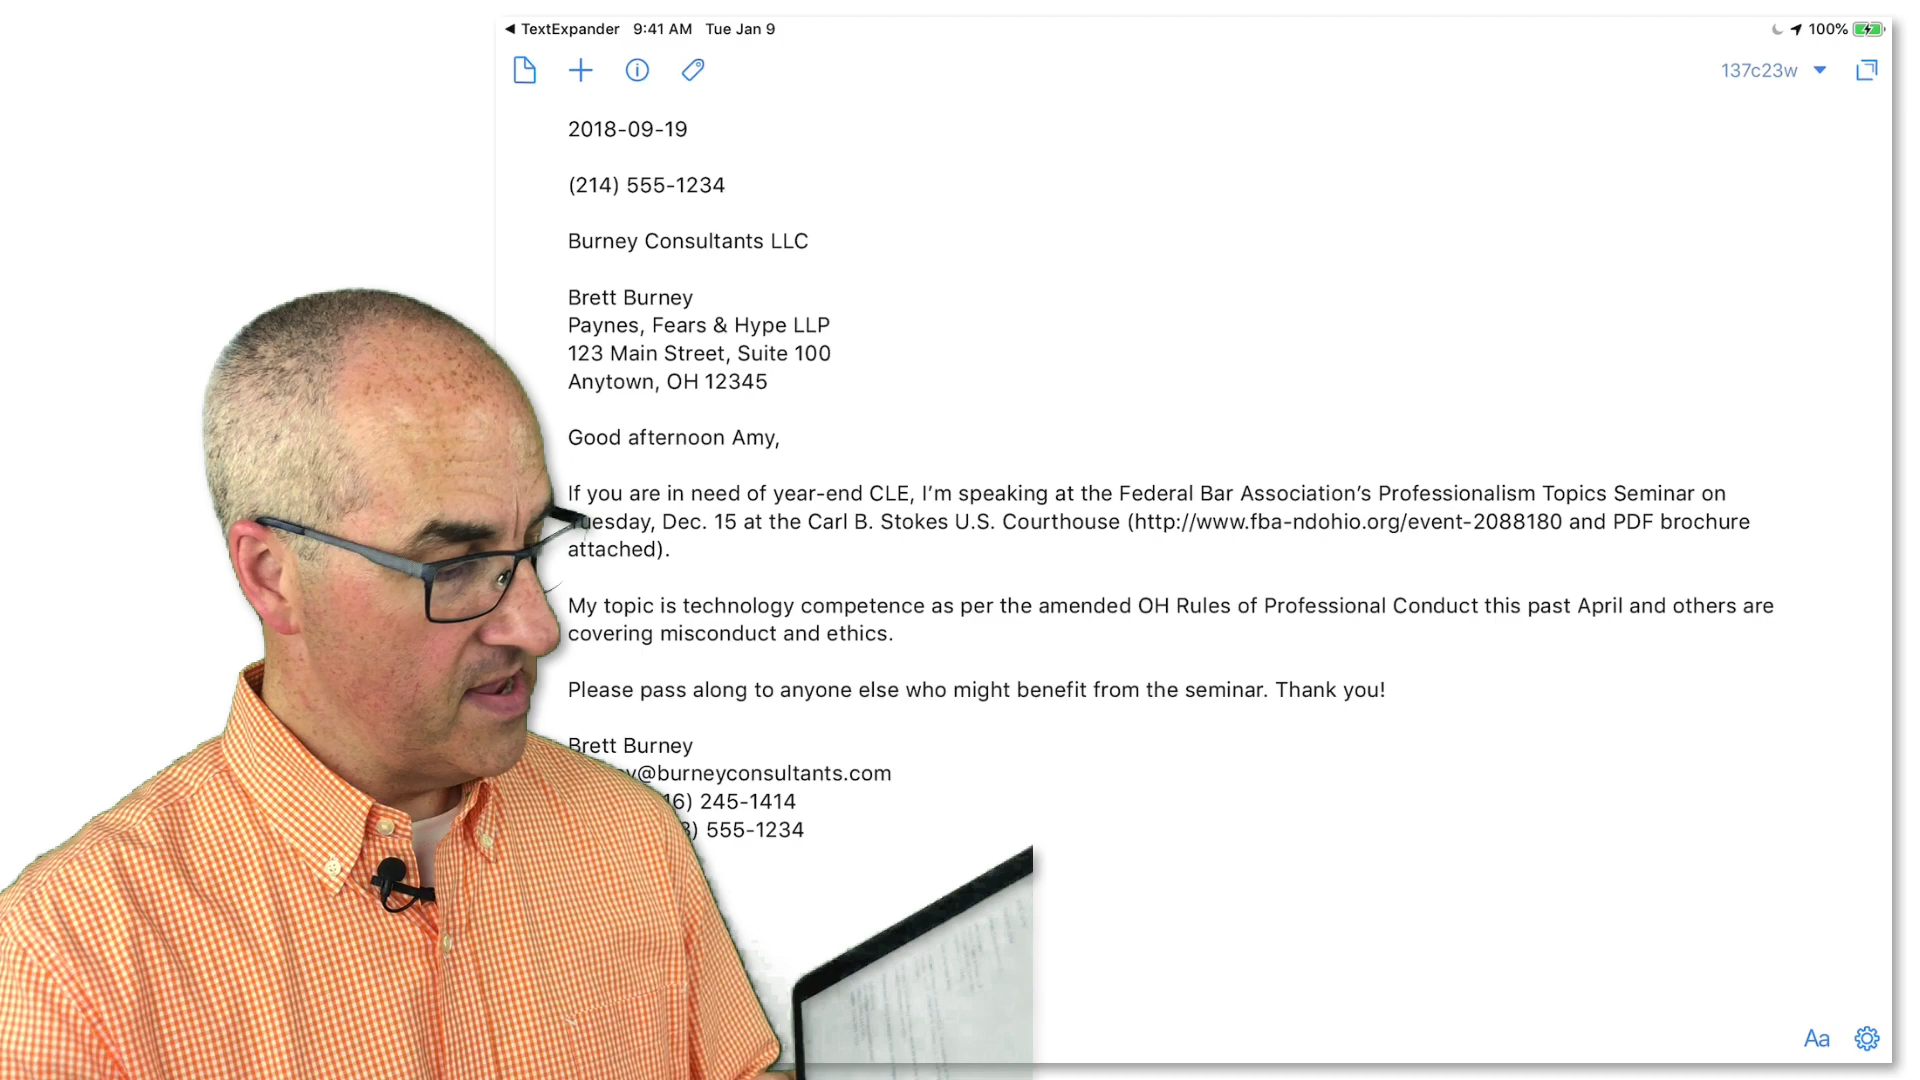 TextExpander 9:41 AM Tue Jan 9 100%
137c23w
2018-09-19
(214) 555-1234
Burney Consultants LLC
Brett Burney
Paynes, Fears & Hype LLP
123 Main Street, Suite 100
Anytown, OH 12345
Good afternoon Amy,
If you are in need of year-end CLE, I’m speaking at the Federal Bar Association’s Professionalism Topics Seminar on
Tuesday, Dec. 15 at the Carl B. Stokes U.S. Courthouse (http://www.fba-ndohio.org/event-2088180 and PDF brochure
attached).
My topic is technology competence as per the amended OH Rules of Professional Conduct this past April and others are
covering misconduct and ethics.
Please pass along to anyone else who might benefit from the seminar. Thank you!
Brett Burney
y@burneyconsultants.com
16) 245-1414
) 555-1234
Aa